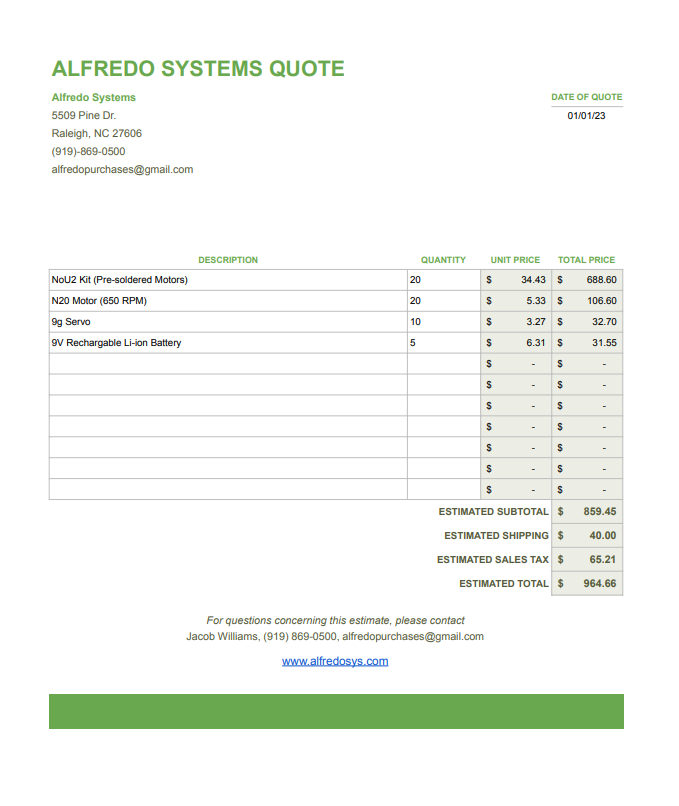 ALFREDO SYSTEMS QUOTE
Alfredo Systems
DATE OF QUOTE
5509 Pine Dr.
01/01/23
Raleigh, NC 27606
(919)-869-0500
alfredopurchases@gmail.com
DESCRIPTION QUANTITY UNIT PRICE TOTAL PRICE
NoU2 Kit (Pre-soldered Motors) 20 $ 34.43 $ 688.60
N20 Motor (650 RPM) 20 $ 5.33 $ 106.60
9g Servo 10 $ 3.27 $ 32.70
9V Rechargable Li-ion Battery 5 $ 6.31 $ 31.55
$ - $ -
$ - $ -
$ - $ -
$ - $ -
$ - $ -
$ - $ -
$ - $ -
ESTIMATED SUBTOTAL $ 859.45
ESTIMATED SHIPPING $ 40.00
ESTIMATED SALES TAX $ 65.21
ESTIMATED TOTAL $ 964.66
For questions concerning this estimate, please contact
Jacob Williams, (919) 869-0500, alfredopurchases@gmail.com
www.alfredosys.com